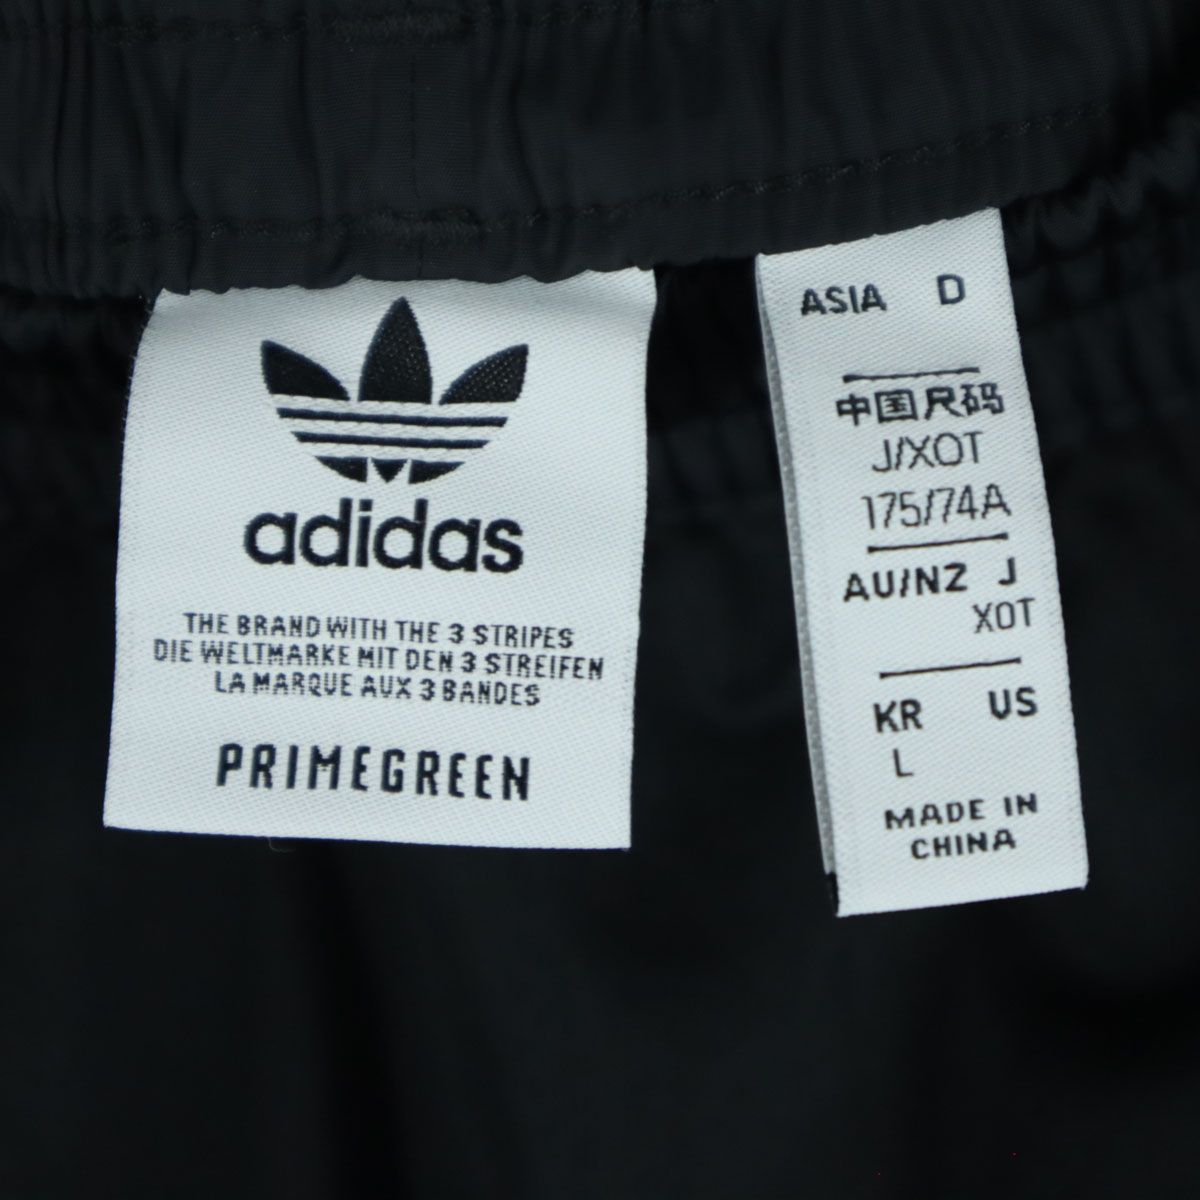 adidas
THE BRAND WITH THE 3 STRIPES
DIE WELTMARKE MIT DEN 3 STREIFEN
LA MARQUE AUX 3 BANDES
PRIMEGREEN
ASIA D
中国尺码
J/XOT
175/74A
AU/NZ J
XOT
KR US
L
MADE IN
CHINA